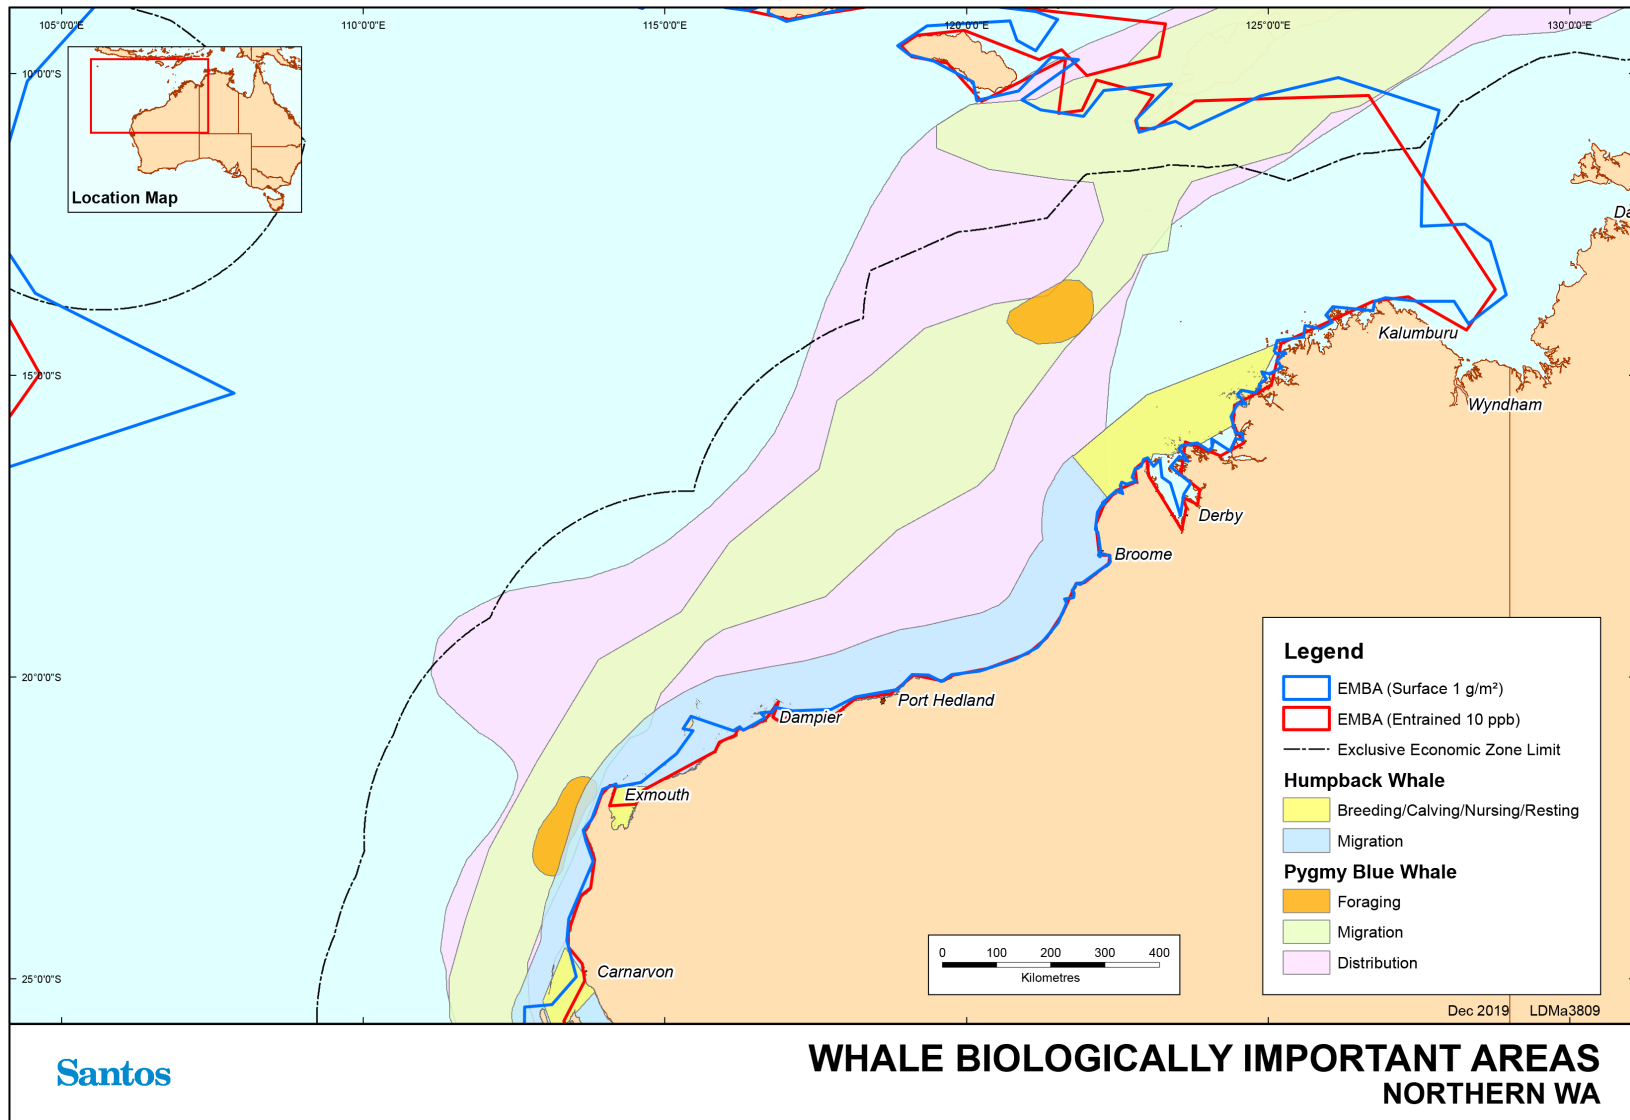 105°0'0"E
110°0'0"E
115°0'0"E
120°0'0"E
125°0'0"E
130°0'0"E
10°0'0"S
15°0'0"S
20°0'0"S
25°0'0"S
Location Map
Da
Kalumburu
Wyndham
Derby
Broome
Port Hedland
Dampier
Exmouth
Carnarvon
Legend
EMBA (Surface 1 g/m²)
EMBA (Entrained 10 ppb)
Exclusive Economic Zone Limit
Humpback Whale
Breeding/Calving/Nursing/Resting
Migration
Pygmy Blue Whale
Foraging
Migration
Distribution
0 100 200 300 400
Kilometres
Dec 2019 LDMa3809
Santos
WHALE BIOLOGICALLY IMPORTANT AREAS
NORTHERN WA